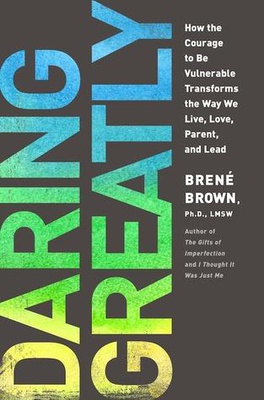 DARING
GREATLY
How the
Courage
to Be
Vulnerable
Transforms
the Way We
Live, Love,
Parent,
and Lead
BRENÉ
BROWN,
Ph.D., LMSW
Author of
The Gifts of
Imperfection
and I Thought It
Was Just Me